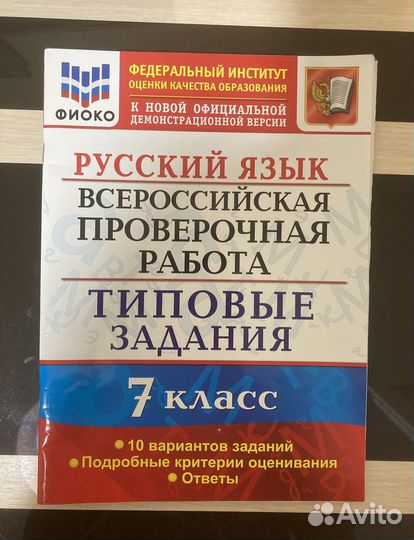 ФИОКО
ФЕДЕРАЛЬНЫЙ ИНСТИТУТ
ОЦЕНКИ КАЧЕСТВА ОБРАЗОВАНИЯ
К НОВОЙ ОФИЦИАЛЬНОЙ
ДЕМОНСТРАЦИОННОЙ ВЕРСИИ
РУССКИЙ ЯЗЫК
ВСЕРОССИЙСКАЯ
ПРОВЕРОЧНАЯ
РАБОТА
ТИПОВЫЕ
ЗАДАНИЯ
7 КЛАСС
• 10 вариантов заданий
• Подробные критерии оценивания
• Ответы
Avito